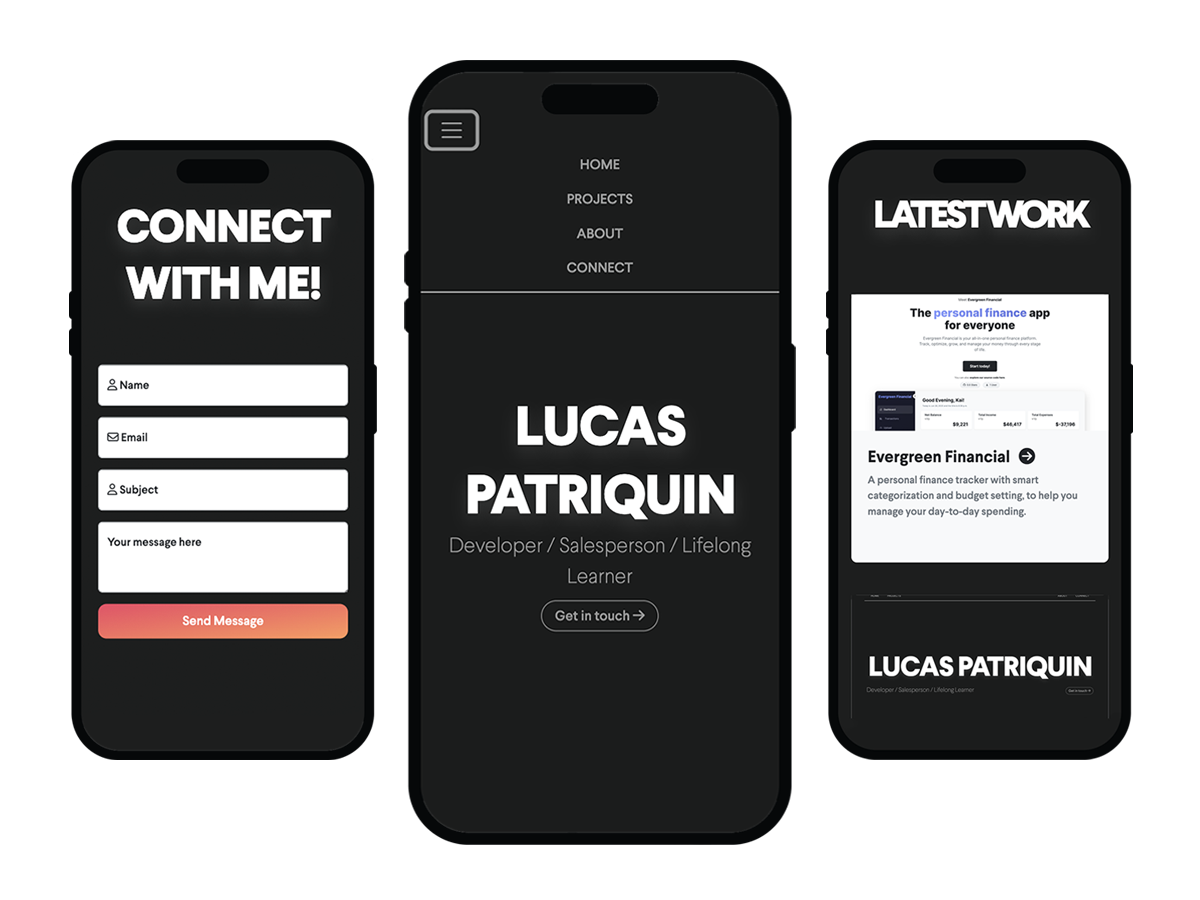 CONNECT
WITH ME!
Name
Email
Subject
Your message here
Send Message
HOME
PROJECTS
ABOUT
CONNECT
LUCAS
PATRIQUIN
Developer / Salesperson / Lifelong
Learner
Get in touch →
LATEST WORK
Meet Evergreen Financial
The personal finance app
for everyone
Evergreen Financial is your all-in-one personal finance platform.
Track, optimize, grow, and manage your money through every stage
of life.
Start today!
Evergreen Financial
Good Evening, Kai!
Dashboard
Net Balance
Total Income
Total Expenses
$9,221
$46,417
$-37,196
Evergreen Financial
A personal finance tracker with smart
categorization and budget setting, to help you
manage your day-to-day spending.
LUCAS PATRIQUIN
Developer / Salesperson / Lifelong Learner
Get in touch →